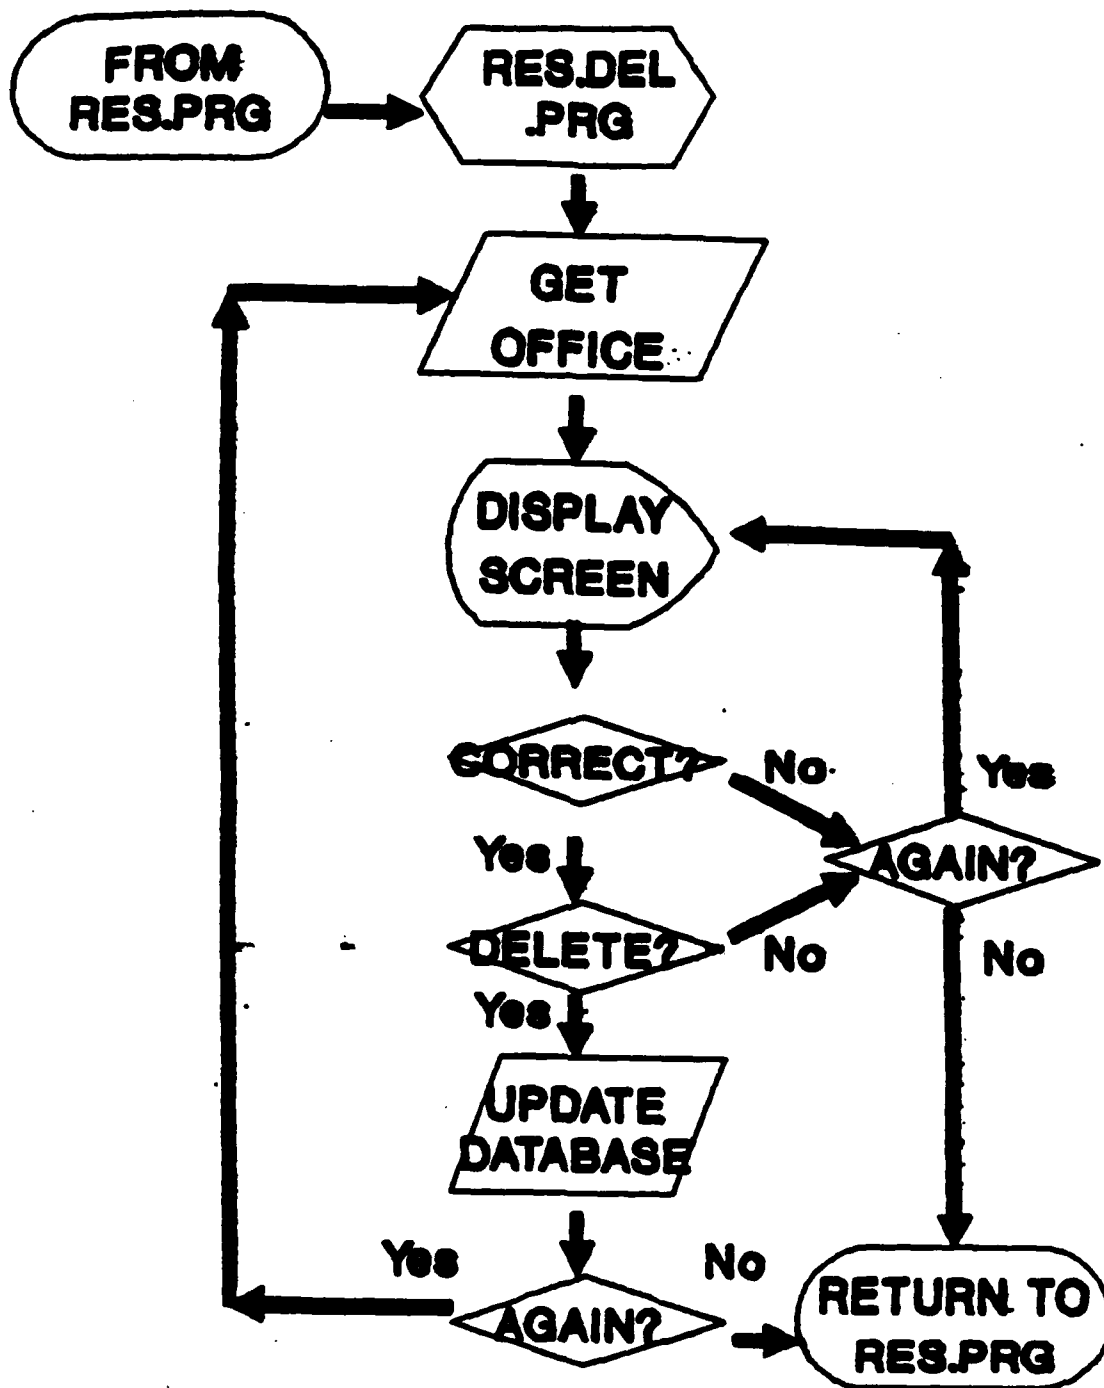 FROM
RES.PRG
RES.DEL
.PRG
GET
OFFICE
DISPLAY
SCREEN
CORRECT?
No
Yes
Yes
AGAIN?
DELETE?
No
No
Yes
UPDATE
DATABASE
Yes
No
AGAIN?
RETURN TO
RES.PRG